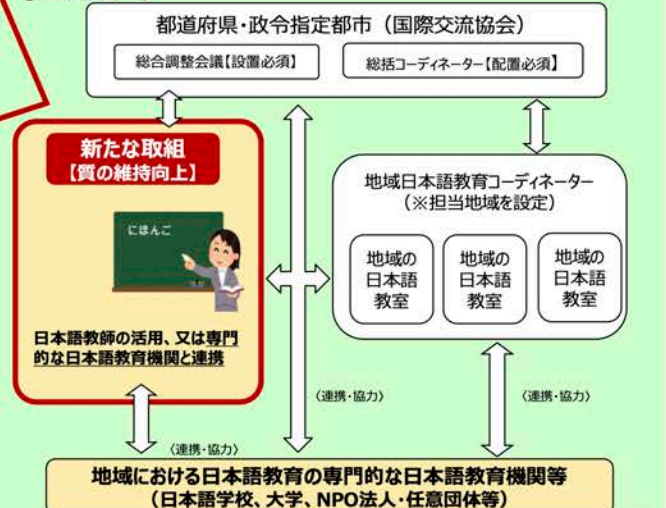 都道府県・政令指定都市（国際交流協会）
総合調整会議【設置必須】
総括コーディネーター【配置必須】
新たな取組
【質の維持向上】
にほんご
日本語教師の活用、又は専門
的な日本語教育機関と連携
地域日本語教育コーディネーター
（※担当地域を設定）
地域の
日本語
教室
地域の
日本語
教室
地域の
日本語
教室
〈連携・協力〉
〈連携・協力〉
〈連携・協力〉
地域における日本語教育の専門的な日本語教育機関等
（日本語学校、大学、NPO法人・任意団体等）